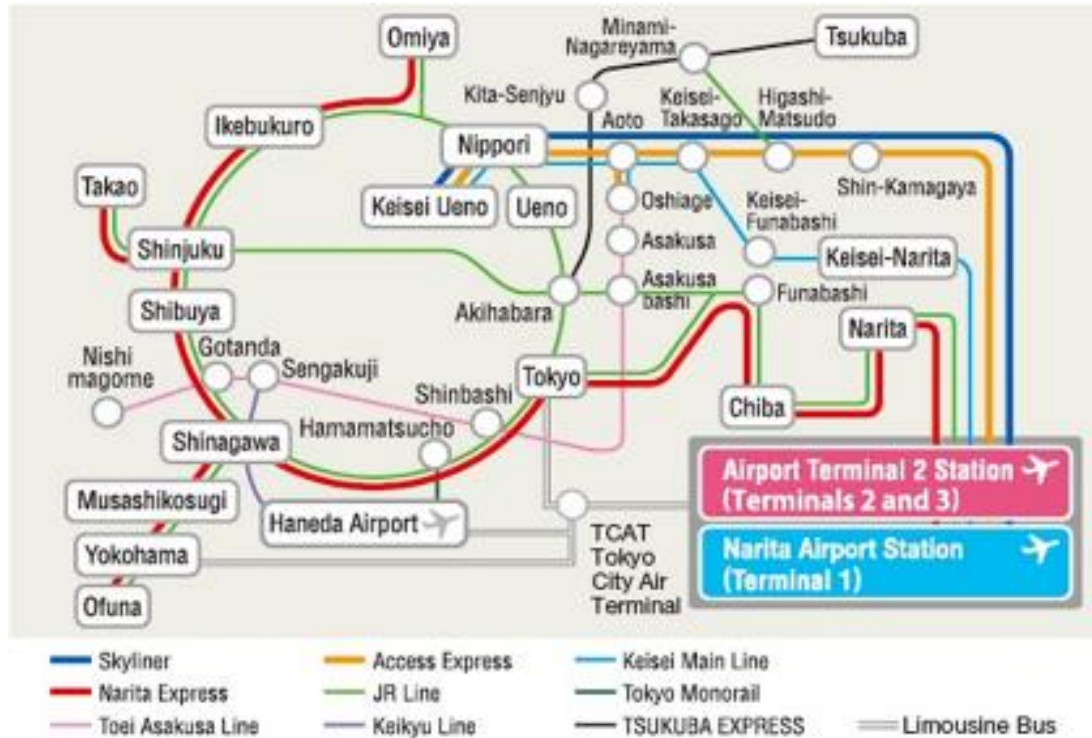 Omiya
Minami-
Nagareyama
Tsukuba
Kita-Senjyu
Keisei-
Takasago
Higashi-
Matsudo
Ikebukuro
Aoto
Nippori
Takao
Keisei Ueno
Ueno
Oshiage
Shin-Kamagaya
Keisei-
Funabashi
Shinjuku
Asakusa
Keisei-Narita
Shibuya
Akihabara
Asakusa
bashi
Funabashi
Narita
Nishi
magome
Gotanda
Sengakuji
Shinbashi
Tokyo
Chiba
Shinagawa
Hamamatsucho
Musashikosugi
Haneda Airport
Airport Terminal 2 Station
(Terminals 2 and 3)
Yokohama
TCAT
Tokyo
City Air
Terminal
Narita Airport Station
(Terminal 1)
Ofuna
Skyliner
Access Express
Keisei Main Line
Narita Express
JR Line
Tokyo Monorail
Toei Asakusa Line
Keikyu Line
TSUKUBA EXPRESS
Limousine Bus